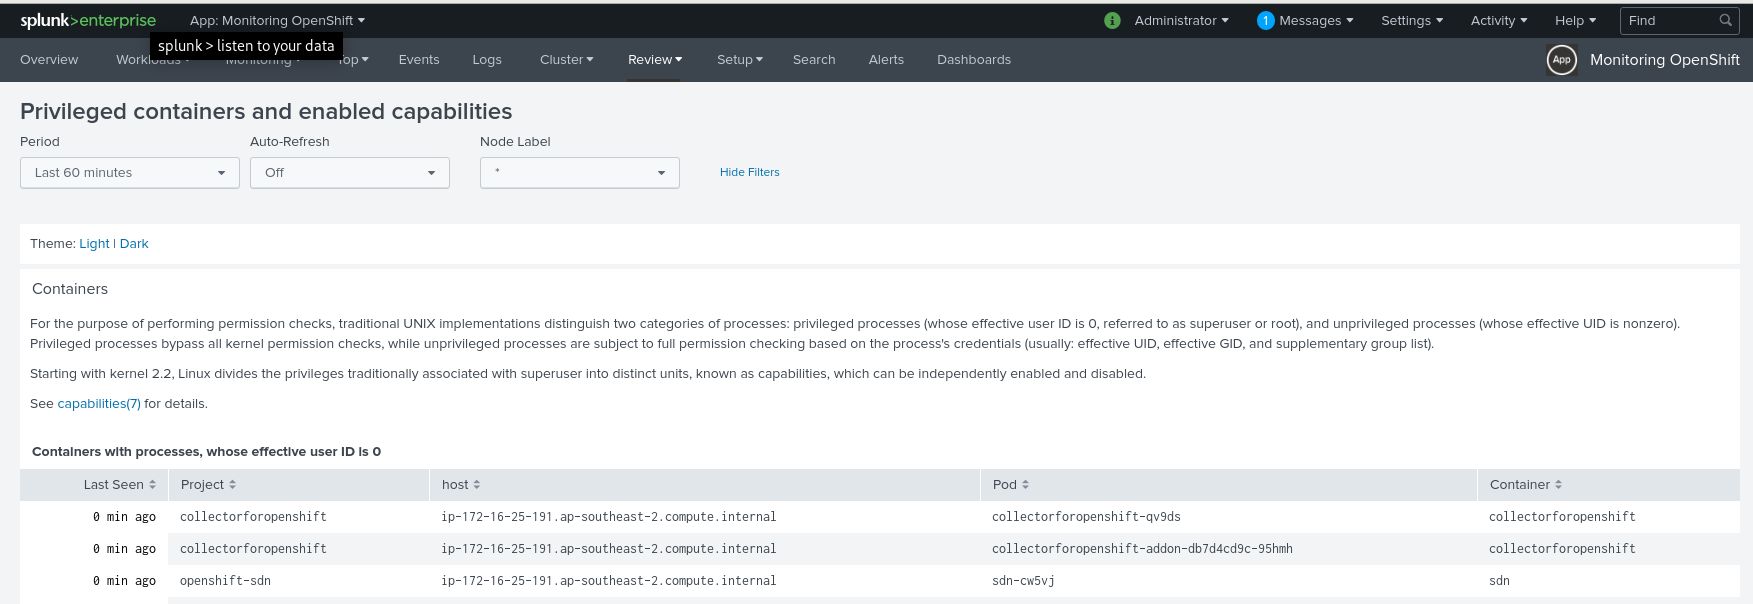 splunk>enterprise App: Monitoring OpenShift i Administrator 1 Messages Settings Activity Help Find
splunk > listen to your data
Overview Workloads Monitoring Top Events Logs Cluster Review Setup Search Alerts Dashboards App Monitoring OpenShift
Privileged containers and enabled capabilities
Period Auto-Refresh Node Label
Last 60 minutes Off * Hide Filters
Theme: Light | Dark
Containers
For the purpose of performing permission checks, traditional UNIX implementations distinguish two categories of processes: privileged processes (whose effective user ID is 0, referred to as superuser or root), and unprivileged processes (whose effective UID is nonzero).
Privileged processes bypass all kernel permission checks, while unprivileged processes are subject to full permission checking based on the process's credentials (usually: effective UID, effective GID, and supplementary group list).
Starting with kernel 2.2, Linux divides the privileges traditionally associated with superuser into distinct units, known as capabilities, which can be independently enabled and disabled.
See capabilities(7) for details.
Containers with processes, whose effective user ID is 0
Last Seen Project host Pod Container
0 min ago collectorforopenshift ip-172-16-25-191.ap-southeast-2.compute.internal collectorforopenshift-qv9ds collectorforopenshift
0 min ago collectorforopenshift ip-172-16-25-191.ap-southeast-2.compute.internal collectorforopenshift-addon-db7d4cd9c-95hmh collectorforopenshift
0 min ago openshift-sdn ip-172-16-25-191.ap-southeast-2.compute.internal sdn-cw5vj sdn